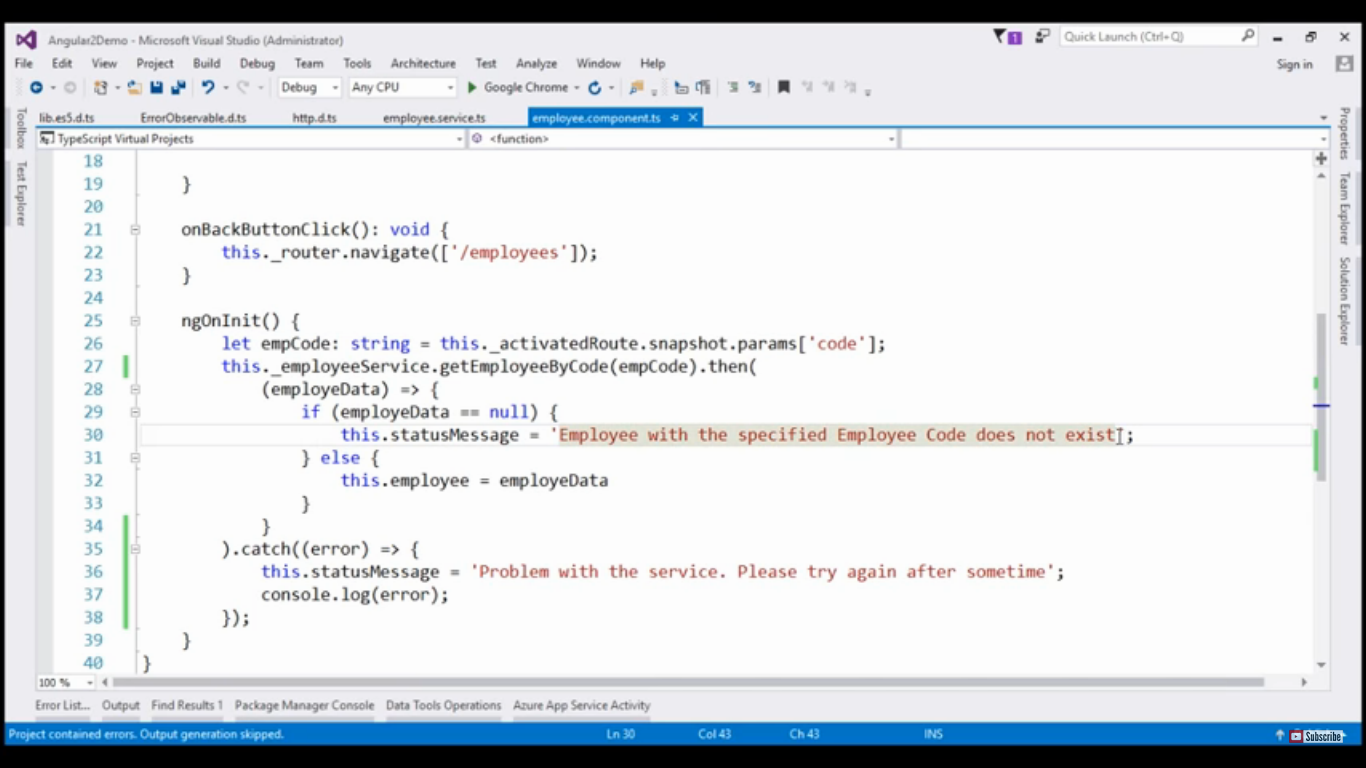 Angular2Demo - Microsoft Visual Studio (Administrator)
1
Quick Launch (Ctrl+Q)
File Edit View Project Build Debug Team Tools Architecture Test Analyze Window Help
Sign in
Debug Any CPU Google Chrome
lib.es5.d.ts ErrorObservable.d.ts http.d.ts employee.service.ts employee.component.ts
TypeScript Virtual Projects <function>
Toolbox
Test Explorer
Properties
Team Explorer
Solution Explorer
18
19 }
20
21 onBackButtonClick(): void {
22 this._router.navigate(['/employees']);
23 }
24
25 ngOnInit() {
26 let empCode: string = this._activatedRoute.snapshot.params['code'];
27 this._employeeService.getEmployeeByCode(empCode).then(
28 (employeData) => {
29 if (employeData == null) {
30 this.statusMessage = 'Employee with the specified Employee Code does not exist';
31 } else {
32 this.employee = employeData
33 }
34 }
35 ).catch((error) => {
36 this.statusMessage = 'Problem with the service. Please try again after sometime';
37 console.log(error);
38 });
39 }
40 }
100 %
Error List... Output Find Results 1 Package Manager Console Data Tools Operations Azure App Service Activity
Project contained errors. Output generation skipped. Ln 30 Col 43 Ch 43 INS
Subscribe